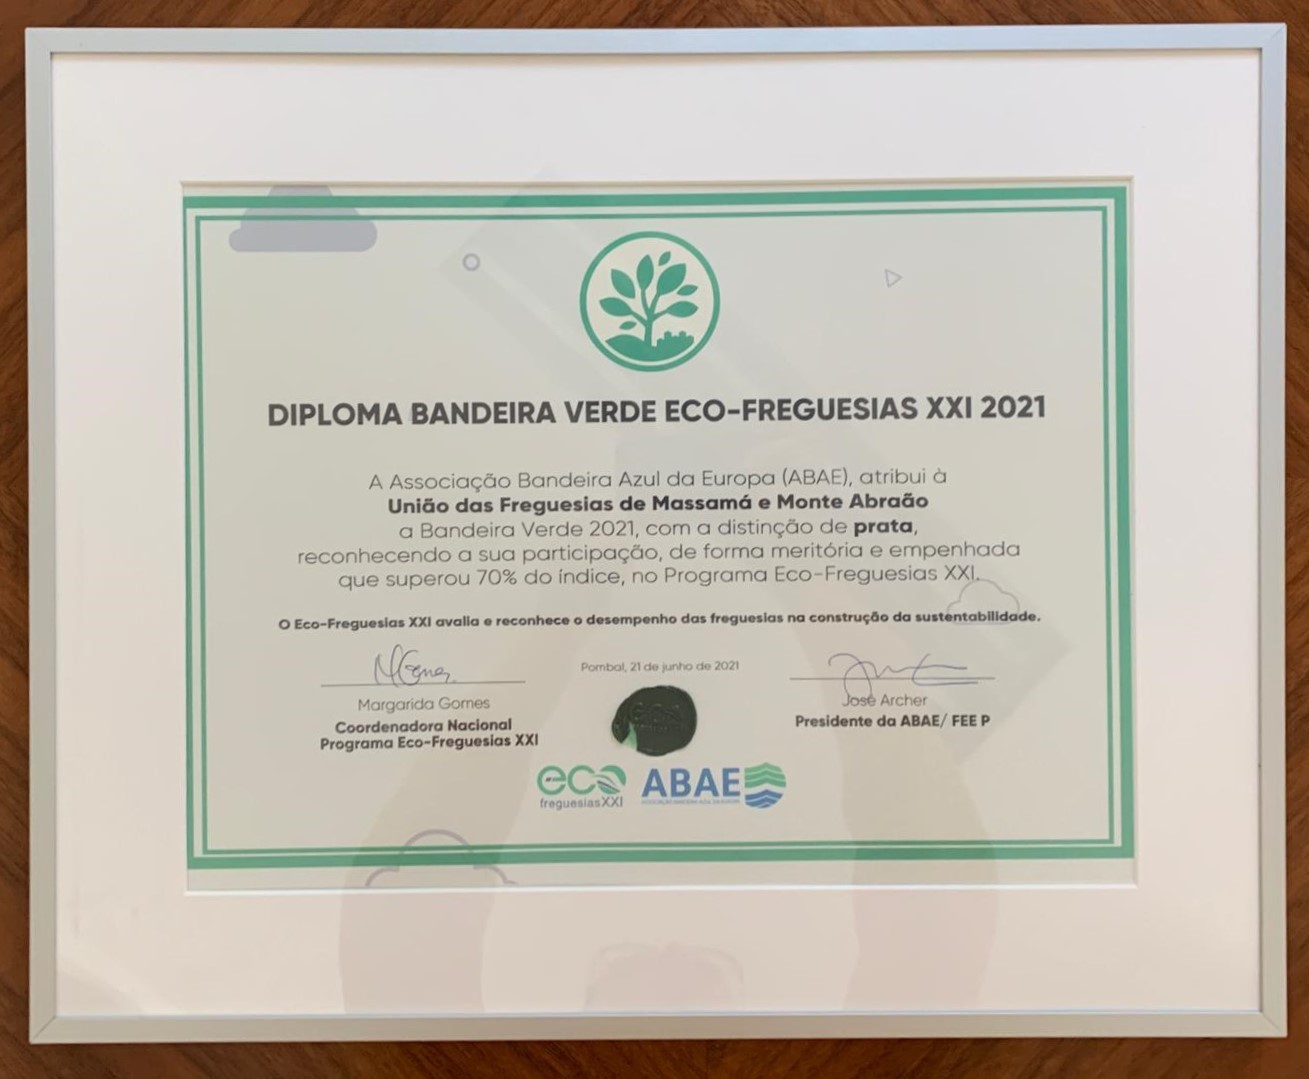 DIPLOMA BANDEIRA VERDE ECO-FREGUESIAS XXI 2021
A Associação Bandeira Azul da Europa (ABAE), atribui à
União das Freguesias de Massamá e Monte Abraão
a Bandeira Verde 2021, com a distinção de prata,
reconhecendo a sua participação, de forma meritória e empenhada
que superou 70% do índice, no Programa Eco-Freguesias XXI.
O Eco-Freguesias XXI avalia e reconhece o desempenho das freguesias na construção da sustentabilidade.
Pombal, 21 de junho de 2021
Margarida Gomes
Coordenadora Nacional
Programa Eco-Freguesias XXI
José Archer
Presidente da ABAE/ FEE P
eco
freguesiasXXI
ABAE